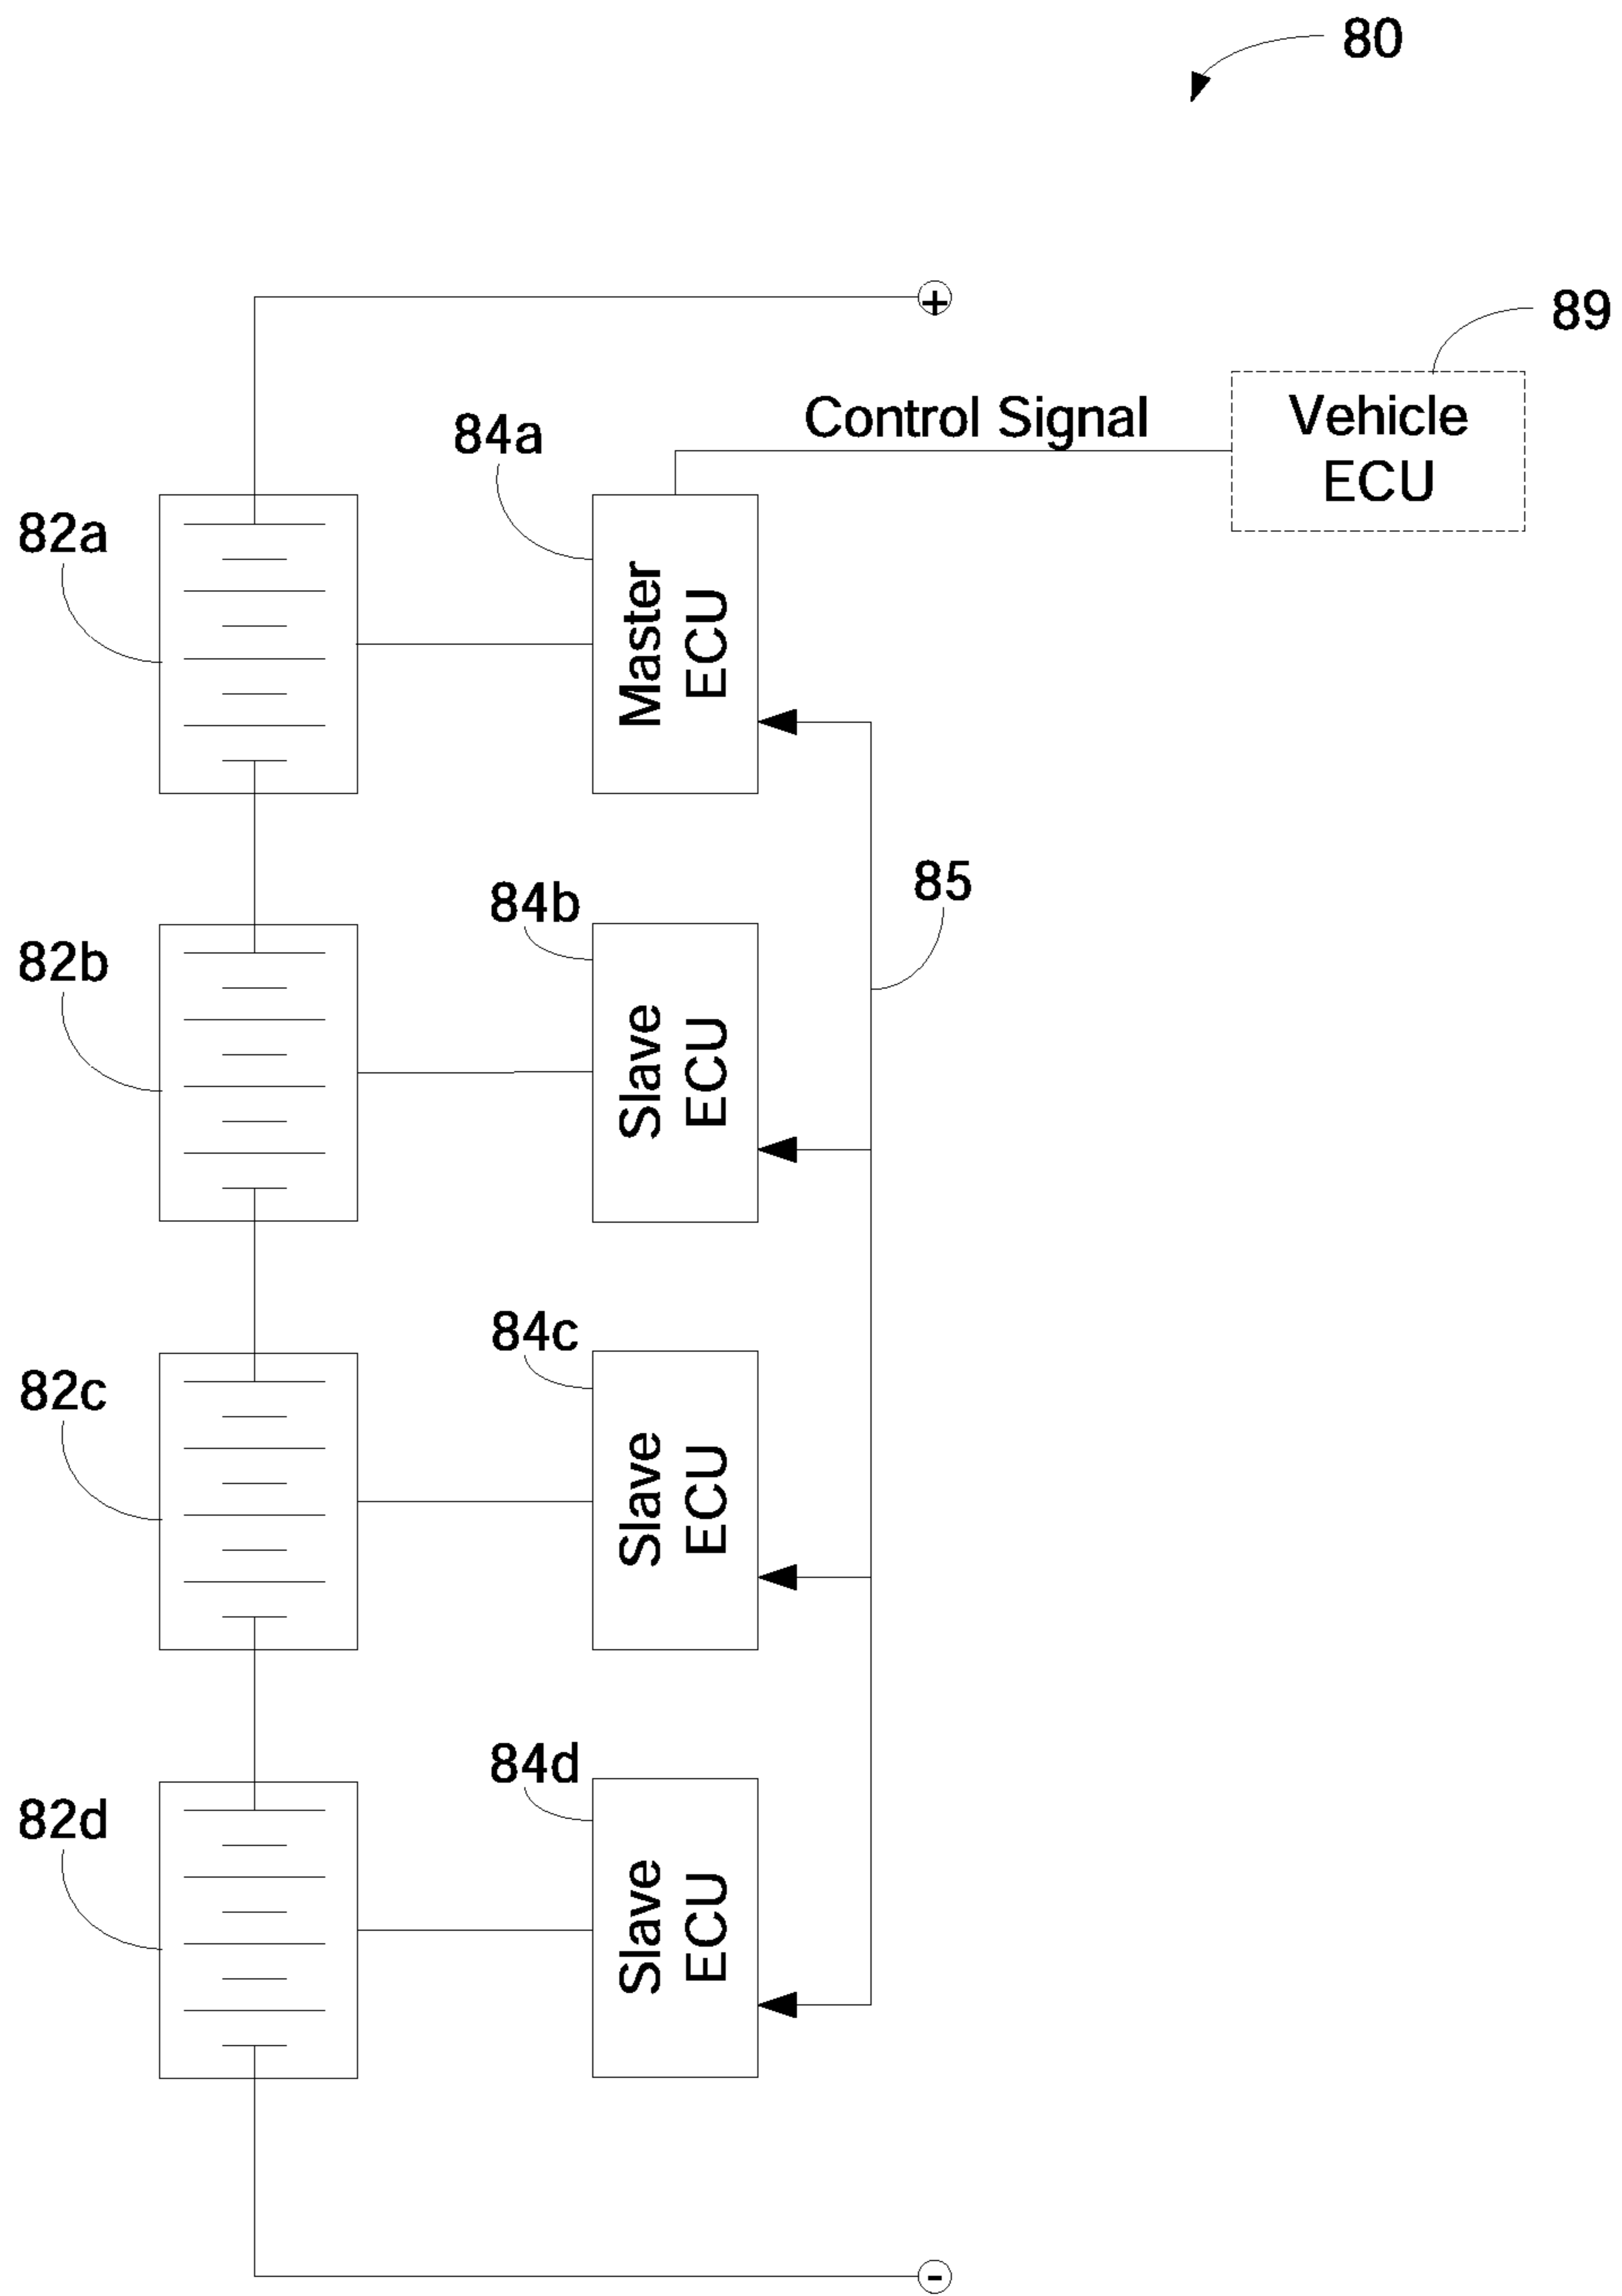 80
+
89
Control Signal
Vehicle
ECU
84a
82a
Master
ECU
85
84b
82b
Slave
ECU
84c
82c
Slave
ECU
84d
82d
Slave
ECU
-